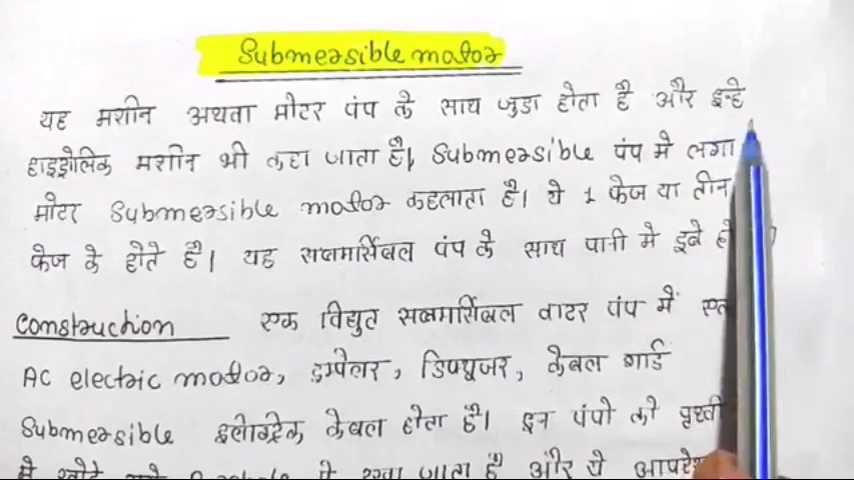 Submersible motor
यह मशीन अथवा मोटर पंप के साथ जुडा होता है और इन्हे
हाइड्रोलिक मशीन भी कहा जाता है। Submersible पंप मे लगा
मोटर Submersible motor कहलाता है। ये 1 फेज या तीन
फेज के होते है। यह सबमर्सिबल पंप के साथ पानी मे डुबे
Construction एक विद्युत सबमर्सिबल वाटर पंप में
AC electric motor, इम्पेलर, डिफ्यूजर, केबल गार्ड
Submersible इलेक्ट्रिक केबल होता है। इन पंपो को पृथ्वी
मे रखा जाता है और ये